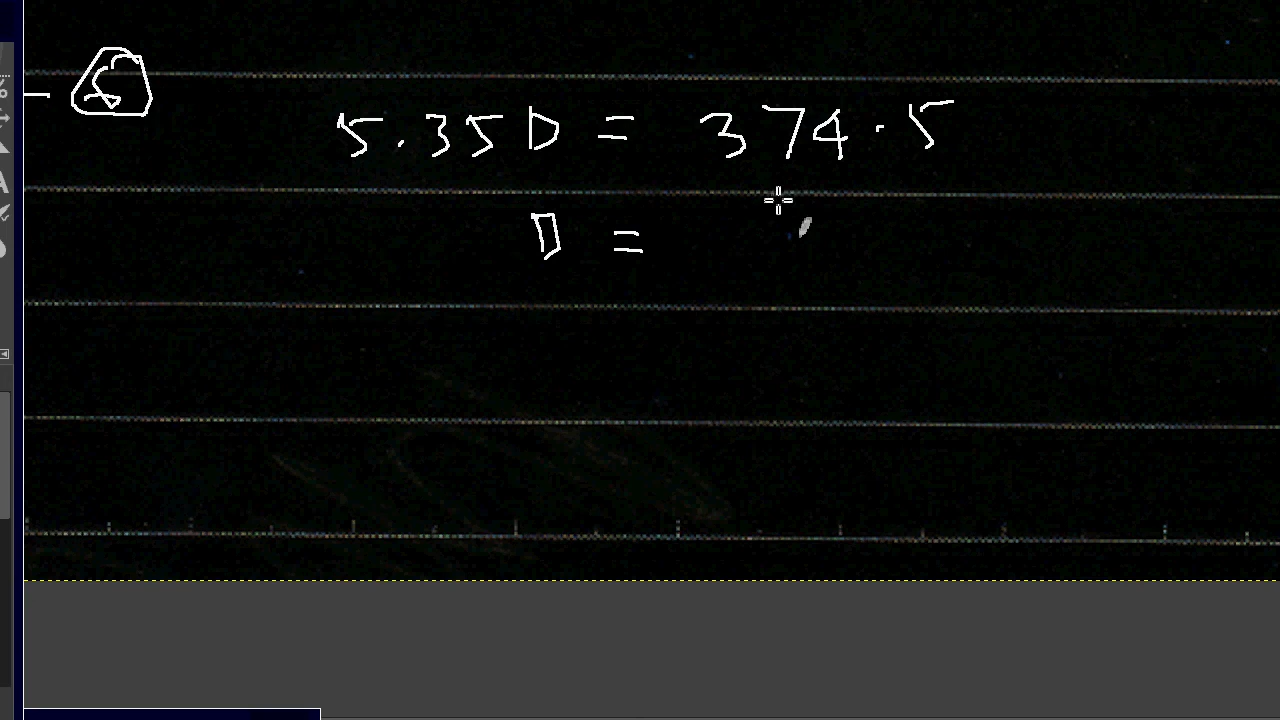 5.35D = 374.5
D =